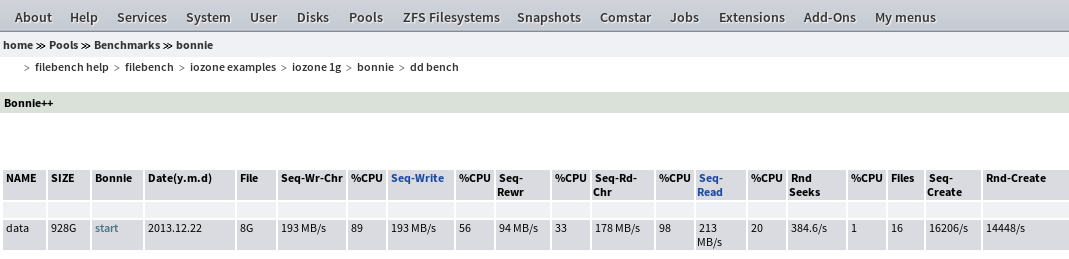 About Help Services System User Disks Pools ZFS Filesystems Snapshots Comstar Jobs Extensions Add-Ons My menus
home >> Pools >> Benchmarks >> bonnie
> filebench help > filebench > iozone examples > iozone 1g > bonnie > dd bench
Bonnie++
NAME SIZE Bonnie Date(y.m.d) File Seq-Wr-Chr %CPU Seq-Write %CPU Seq- %CPU Seq-Rd- %CPU Seq- %CPU Rnd %CPU Files Seq- Rnd-Create
Rewr Chr Read Seeks Create
data 928G start 2013.12.22 8G 193 MB/s 89 193 MB/s 56 94 MB/s 33 178 MB/s 98 213 20 384.6/s 1 16 16206/s 14448/s
MB/s